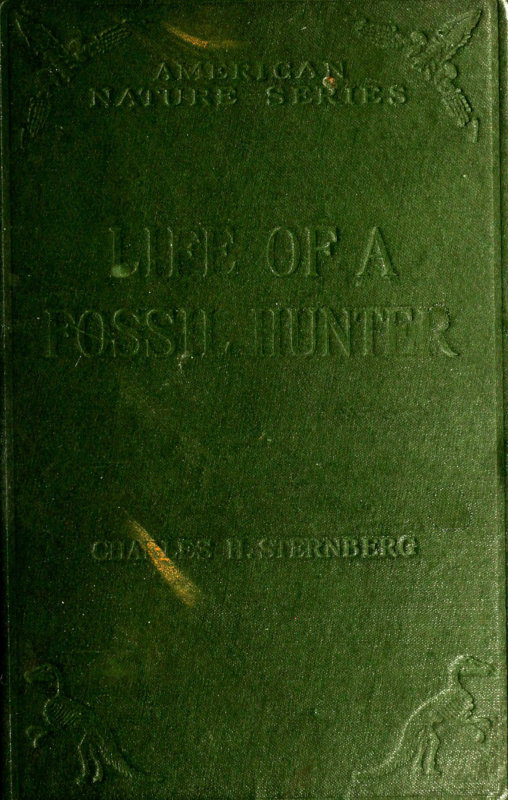 AMERICAN
NATURE SERIES
LIFE OF A
FOSSIL HUNTER
CHARLES H. STERNBERG